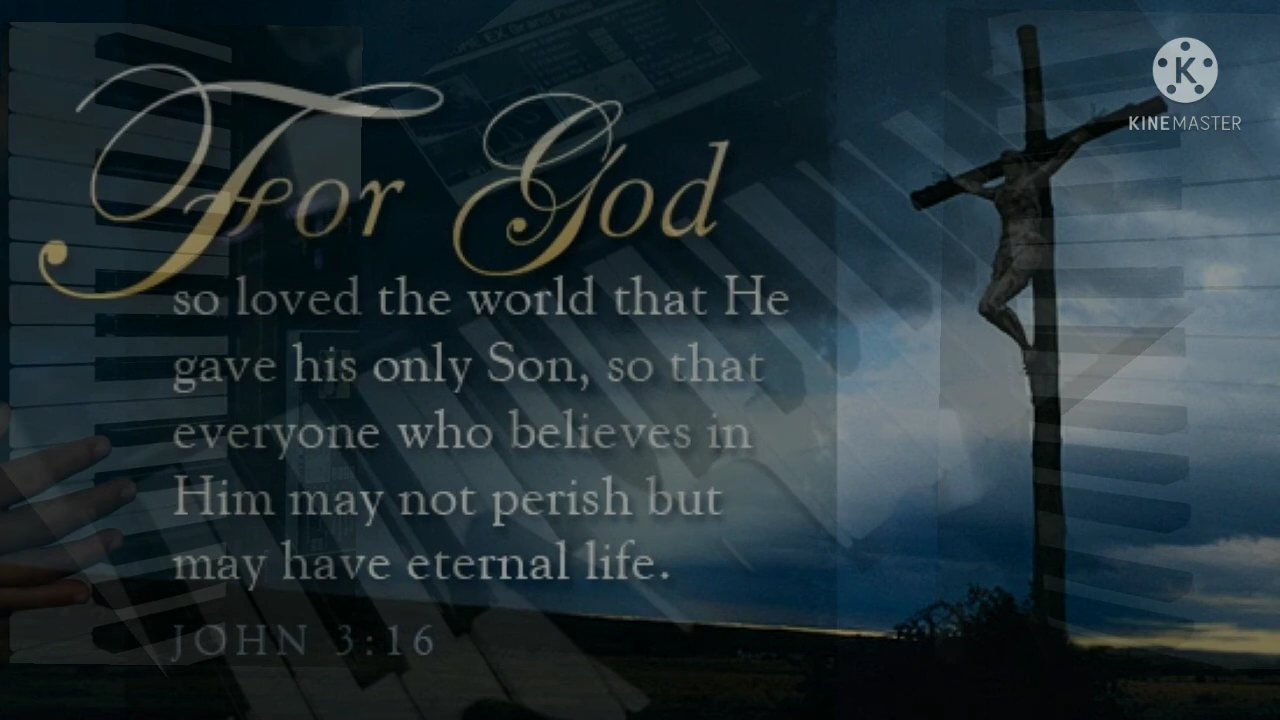 For God
so loved the world that He
gave his only Son, so that
everyone who believes in
Him may not perish but
may have eternal life.
JOHN 3:16
K
KINEMASTER